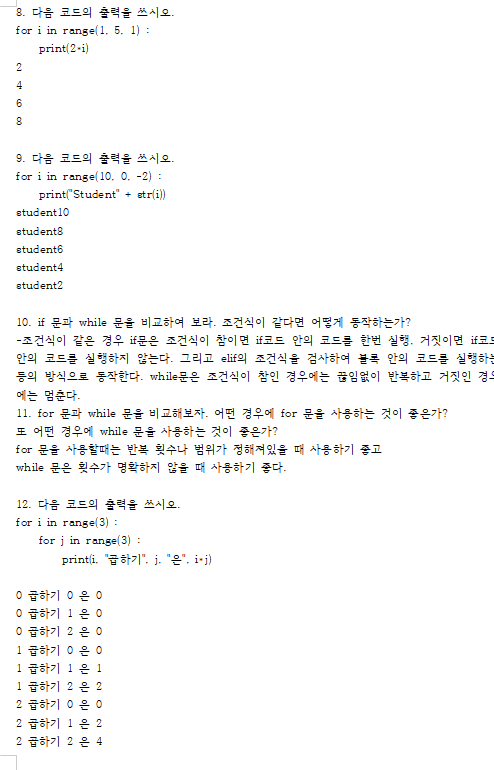 8. 다음 코드의 출력을 쓰시오.
for i in range(1, 5, 1) :
print(2*i)
2
4
6
8
9. 다음 코드의 출력을 쓰시오.
for i in range(10, 0, -2) :
print("Student" + str(i))
student10
student8
student6
student4
student2
10. if 문과 while 문을 비교하여 보라. 조건식이 같다면 어떻게 동작하는가?
-조건식이 같은 경우 if문은 조건식이 참이면 if코드 안의 코드를 한번 실행, 거짓이면 if코드
안의 코드를 실행하지 않는다. 그리고 elif의 조건식을 검사하여 블록 안의 코드를 실행하는
등의 방식으로 동작한다. while문은 조건식이 참인 경우에는 끊임없이 반복하고 거짓인 경우
에는 멈춘다.
11. for 문과 while 문을 비교해보자. 어떤 경우에 for 문을 사용하는 것이 좋은가?
또 어떤 경우에 while 문을 사용하는 것이 좋은가?
for 문을 사용할때는 반복 횟수나 범위가 정해져있을 때 사용하기 좋고
while 문은 횟수가 명확하지 않을 때 사용하기 좋다.
12. 다음 코드의 출력을 쓰시오.
for i in range(3) :
for j in range(3) :
print(i, "곱하기", j, "은", i*j)
0 곱하기 0 은 0
0 곱하기 1 은 0
0 곱하기 2 은 0
1 곱하기 0 은 0
1 곱하기 1 은 1
1 곱하기 2 은 2
2 곱하기 0 은 0
2 곱하기 1 은 2
2 곱하기 2 은 4